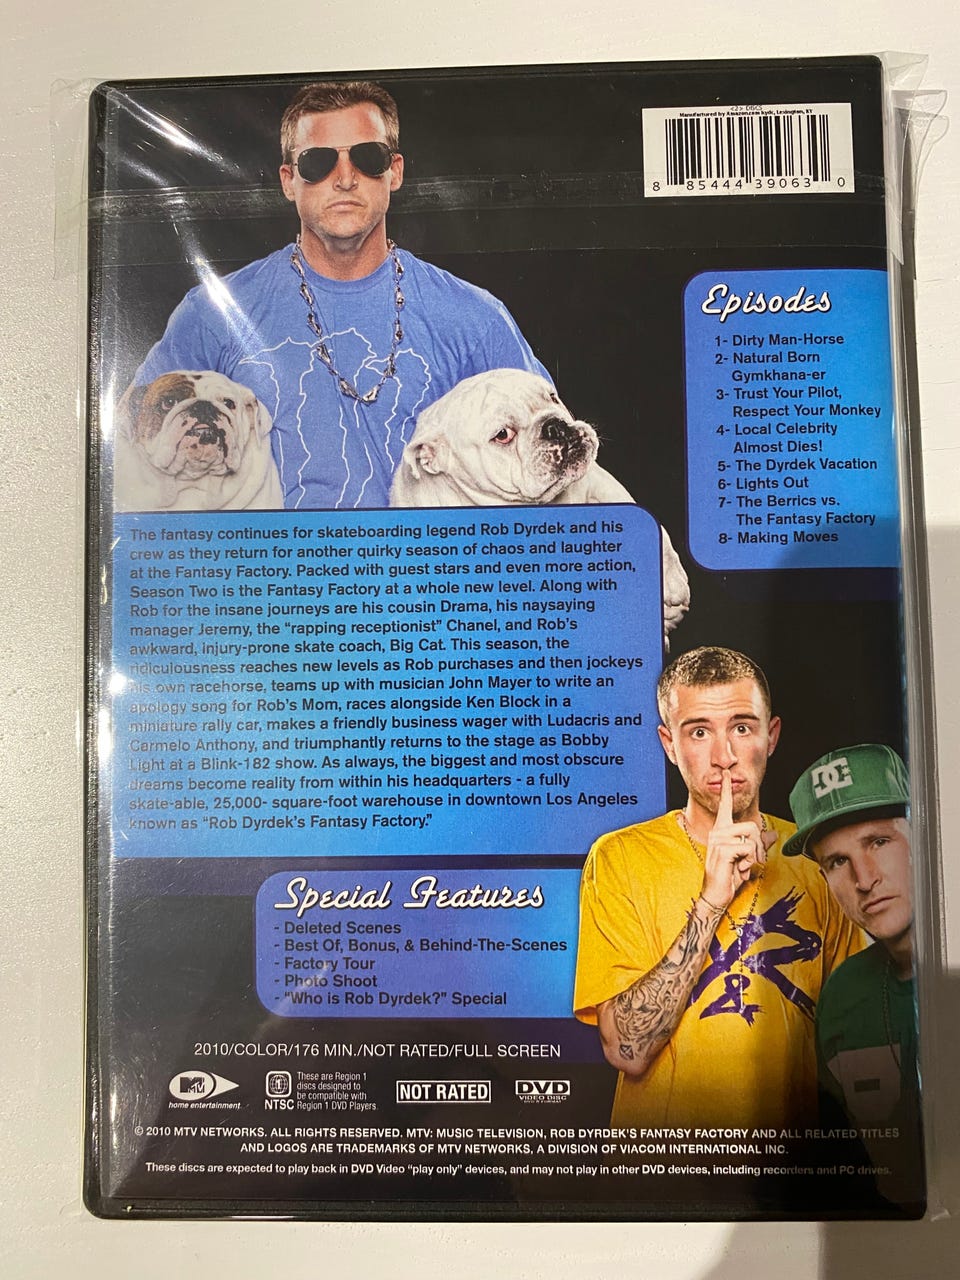 <2> DISCS
Manufactured by Amazon.com kydc, Lexington, KY
8 85444 39063 0
Episodes
1- Dirty Man-Horse
2- Natural Born
Gymkhana-er
3- Trust Your Pilot,
Respect Your Monkey
4- Local Celebrity
Almost Dies!
5- The Dyrdek Vacation
6- Lights Out
7- The Berrics vs.
The Fantasy Factory
8- Making Moves
The fantasy continues for skateboarding legend Rob Dyrdek and his
crew as they return for another quirky season of chaos and laughter
at the Fantasy Factory. Packed with guest stars and even more action,
Season Two is the Fantasy Factory at a whole new level. Along with
Rob for the insane journeys are his cousin Drama, his naysaying
manager Jeremy, the "rapping receptionist" Chanel, and Rob's
awkward, injury-prone skate coach, Big Cat. This season, the
ridiculousness reaches new levels as Rob purchases and then jockeys
his own racehorse, teams up with musician John Mayer to write an
apology song for Rob's Mom, races alongside Ken Block in a
miniature rally car, makes a friendly business wager with Ludacris and
Carmelo Anthony, and triumphantly returns to the stage as Bobby
Light at a Blink-182 show. As always, the biggest and most obscure
dreams become reality from within his headquarters - a fully
skate-able, 25,000- square-foot warehouse in downtown Los Angeles
known as "Rob Dyrdek's Fantasy Factory."
DC
Special Features
- Deleted Scenes
- Best Of, Bonus, & Behind-The-Scenes
- Factory Tour
- Photo Shoot
- "Who is Rob Dyrdek?" Special
2010/COLOR/176 MIN./NOT RATED/FULL SCREEN
MTV
home entertainment
1
NTSC
These are Region 1
discs designed to
be compatible with
Region 1 DVD Players.
NOT RATED
DVD
VIDEO DISC
© 2010 MTV NETWORKS. ALL RIGHTS RESERVED. MTV: MUSIC TELEVISION, ROB DYRDEK'S FANTASY FACTORY AND ALL RELATED TITLES
AND LOGOS ARE TRADEMARKS OF MTV NETWORKS, A DIVISION OF VIACOM INTERNATIONAL INC.
These discs are expected to play back in DVD Video "play only" devices, and may not play in other DVD devices, including recorders and PC drives.